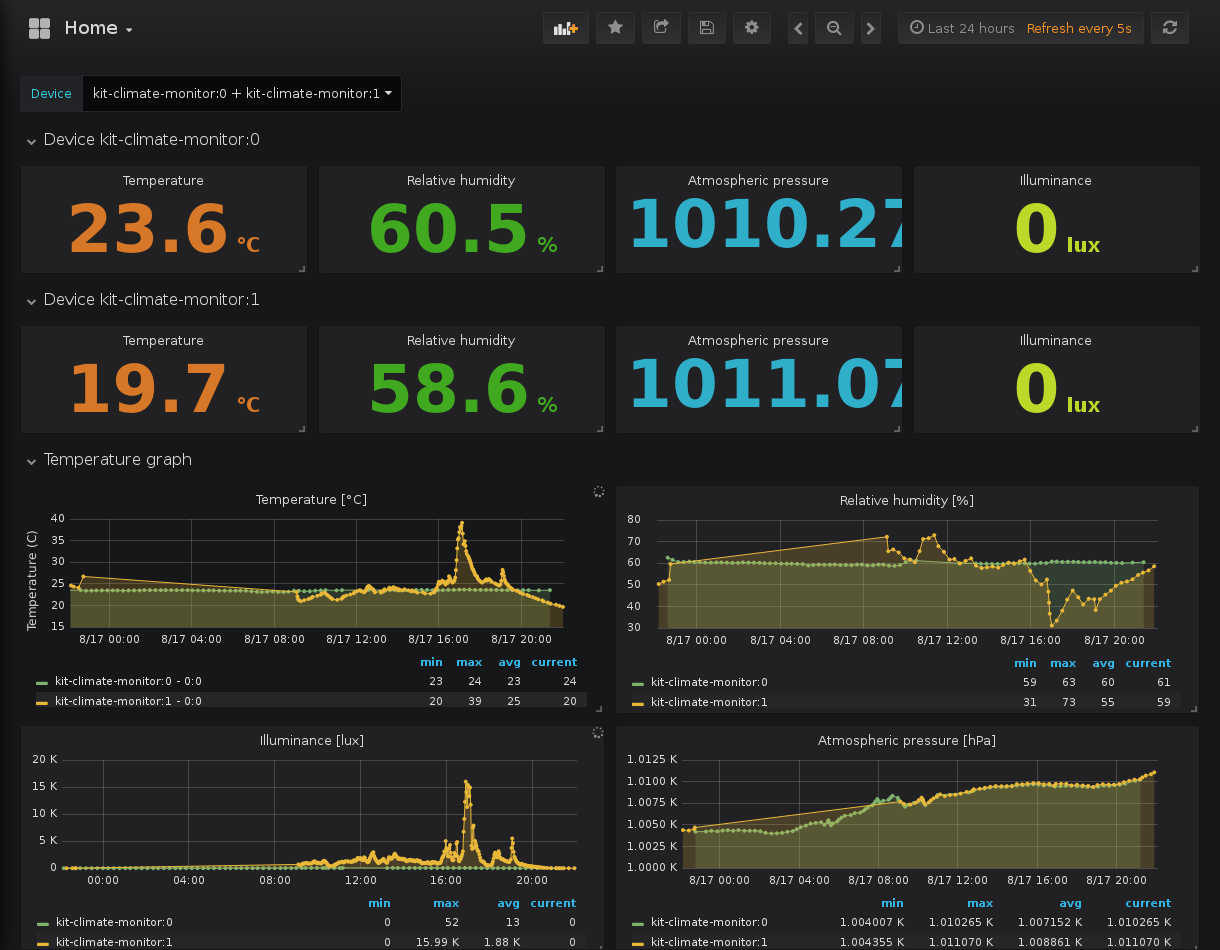 Home
Last 24 hours Refresh every 5s
Device kit-climate-monitor:0 + kit-climate-monitor:1
Device kit-climate-monitor:0
Temperature Relative humidity Atmospheric pressure Illuminance
23.6 °C 60.5 % 1010.27 0 lux
Device kit-climate-monitor:1
Temperature Relative humidity Atmospheric pressure Illuminance
19.7 °C 58.6 % 1011.07 0 lux
Temperature graph
Temperature [°C]
Temperature (C)
40
35
30
25
20
15
8/17 00:00 8/17 04:00 8/17 08:00 8/17 12:00 8/17 16:00 8/17 20:00
min max avg current
kit-climate-monitor:0 - 0:0 23 24 23 24
kit-climate-monitor:1 - 0:0 20 39 25 20
Relative humidity [%]
80
70
60
50
40
30
8/17 00:00 8/17 04:00 8/17 08:00 8/17 12:00 8/17 16:00 8/17 20:00
min max avg current
kit-climate-monitor:0 59 63 60 61
kit-climate-monitor:1 31 73 55 59
Illuminance [lux]
20 K
15 K
10 K
5 K
0
00:00 04:00 08:00 12:00 16:00 20:00
min max avg current
kit-climate-monitor:0 0 52 13 0
kit-climate-monitor:1 0 15.99 K 1.88 K 0
Atmospheric pressure [hPa]
1.0125 K
1.0100 K
1.0075 K
1.0050 K
1.0025 K
1.0000 K
8/17 00:00 8/17 04:00 8/17 08:00 8/17 12:00 8/17 16:00 8/17 20:00
min max avg current
kit-climate-monitor:0 1.004007 K 1.010265 K 1.007152 K 1.010265 K
kit-climate-monitor:1 1.004355 K 1.011070 K 1.008861 K 1.011070 K